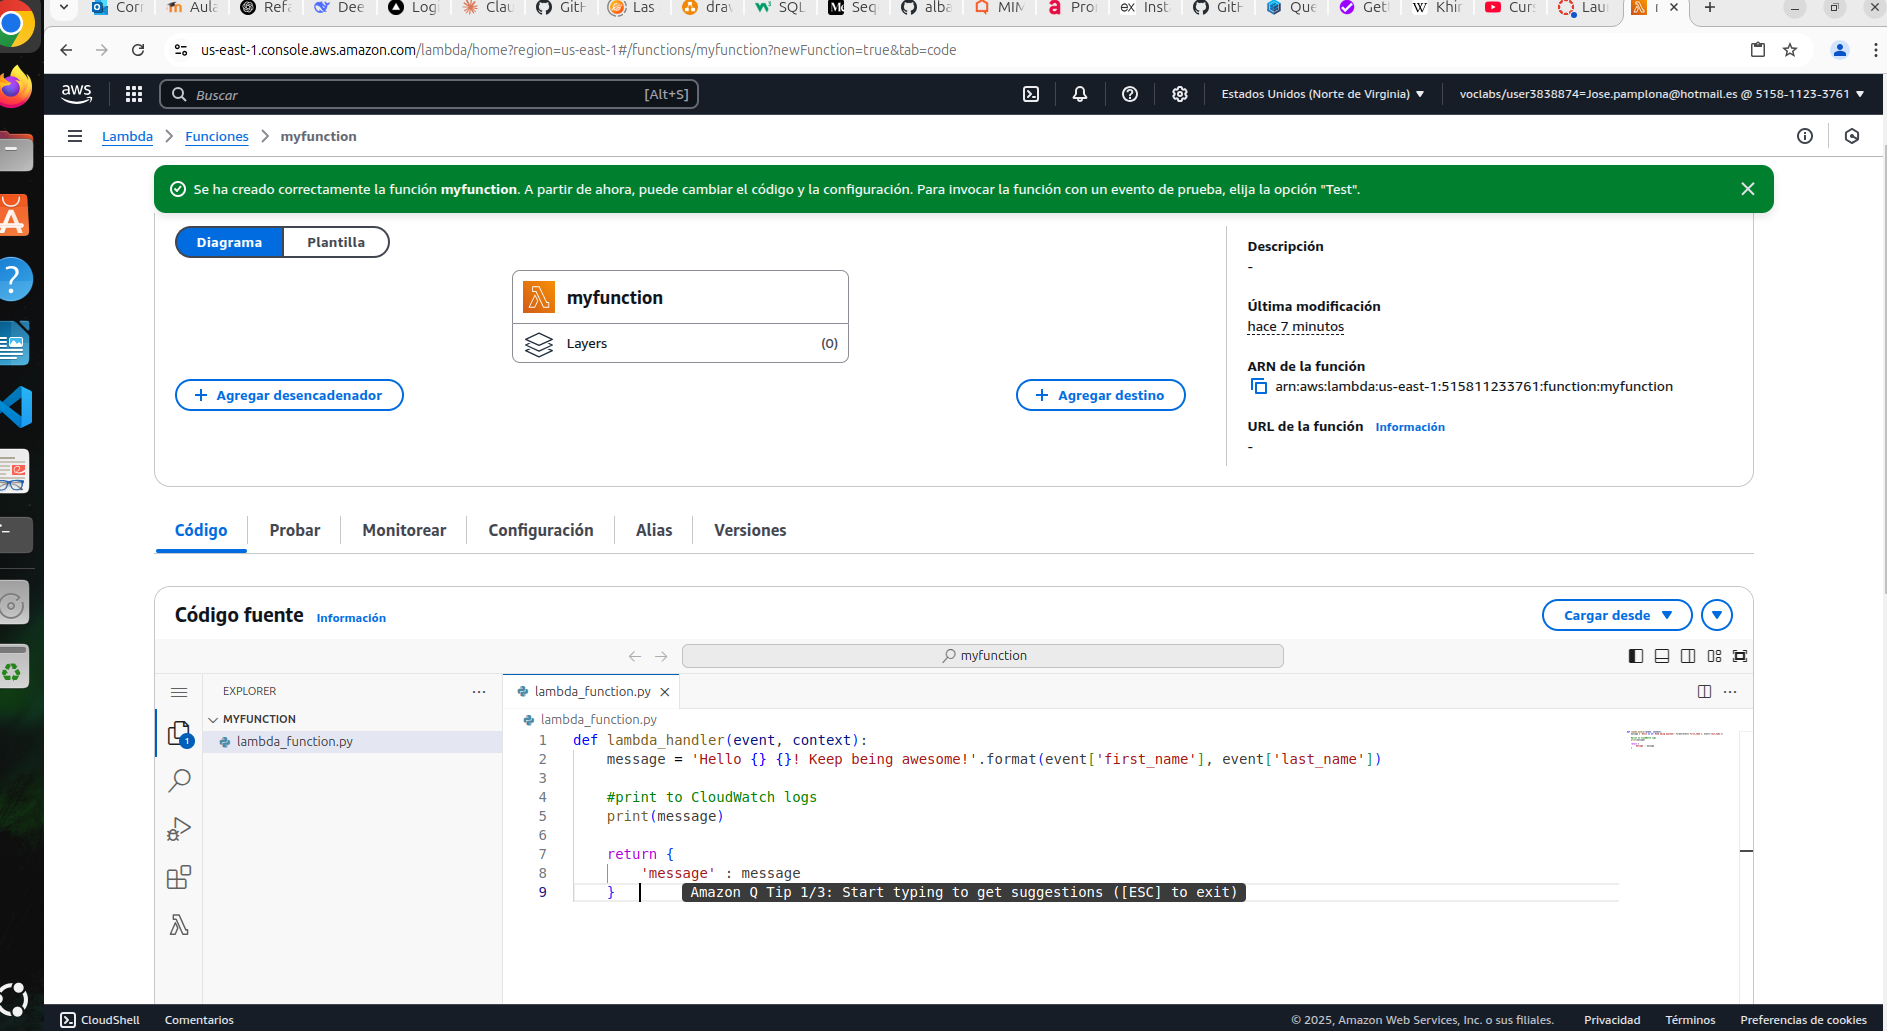 Corr
Aula
Refa
Dee
Logi
Clau
GitH
Las
drav
SQL
Seq
alba
MIM
Pror
Inst
GitH
Que
Getl
Khir
Curs
Laur
us-east-1.console.aws.amazon.com/lambda/home?region=us-east-1#/functions/myfunction?newFunction=true&tab=code
aws
Buscar
[Alt+S]
Estados Unidos (Norte de Virginia)
voclabs/user3838874=Jose.pamplona@hotmail.es @ 5158-1123-3761
Lambda
Funciones
myfunction
Se ha creado correctamente la función myfunction. A partir de ahora, puede cambiar el código y la configuración. Para invocar la función con un evento de prueba, elija la opción "Test".
Diagrama
Plantilla
myfunction
Layers
(0)
+ Agregar desencadenador
+ Agregar destino
Descripción
-
Última modificación
hace 7 minutos
ARN de la función
arn:aws:lambda:us-east-1:515811233761:function:myfunction
URL de la función
Información
-
Código
Probar
Monitorear
Configuración
Alias
Versiones
Código fuente
Información
Cargar desde
myfunction
EXPLORER
MYFUNCTION
lambda_function.py
1
lambda_function.py
lambda_function.py
1 def lambda_handler(event, context):
2 message = 'Hello {} {}! Keep being awesome!'.format(event['first_name'], event['last_name'])
3
4 #print to CloudWatch logs
5 print(message)
6
7 return {
8 'message' : message
9 }
Amazon Q Tip 1/3: Start typing to get suggestions ([ESC] to exit)
CloudShell
Comentarios
© 2025, Amazon Web Services, Inc. o sus filiales.
Privacidad
Términos
Preferencias de cookies